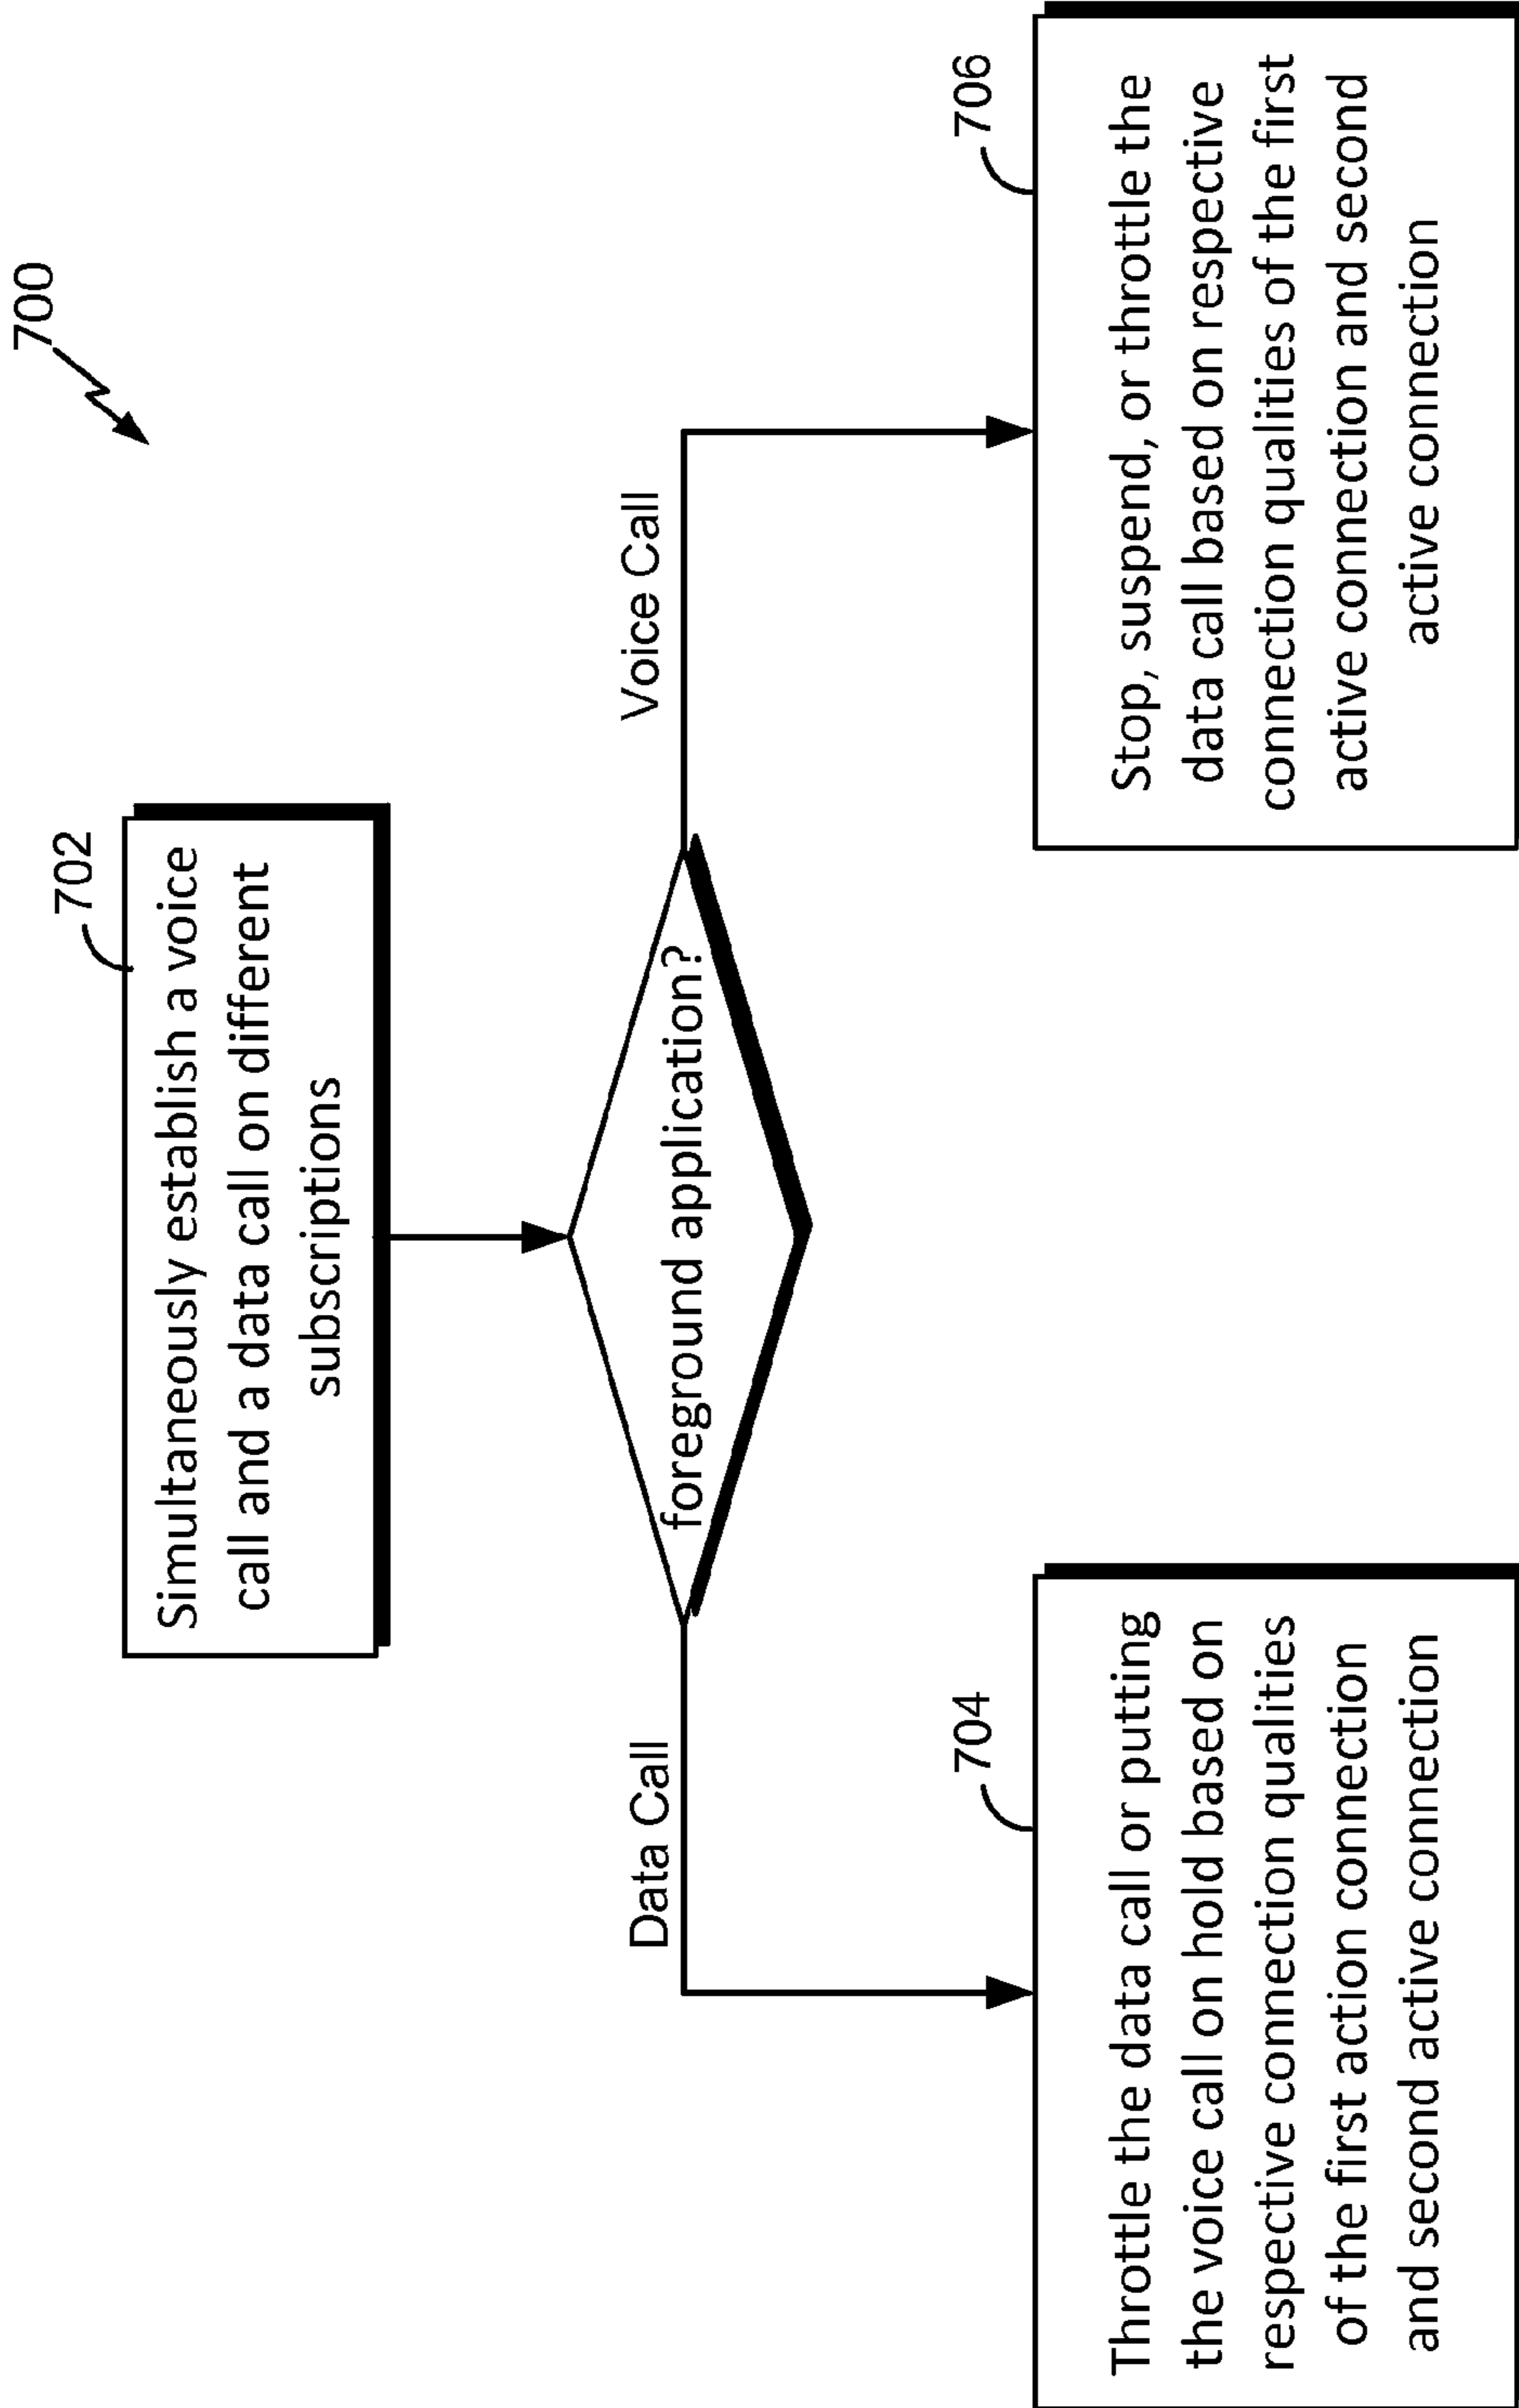 700
702
Simultaneously establish a voice
call and a data call on different
subscriptions
foreground application?
Data Call
Voice Call
704
Throttle the data call or putting
the voice call on hold based on
respective connection qualities
of the first action connection
and second active connection
706
Stop, suspend, or throttle the
data call based on respective
connection qualities of the first
active connection and second
active connection